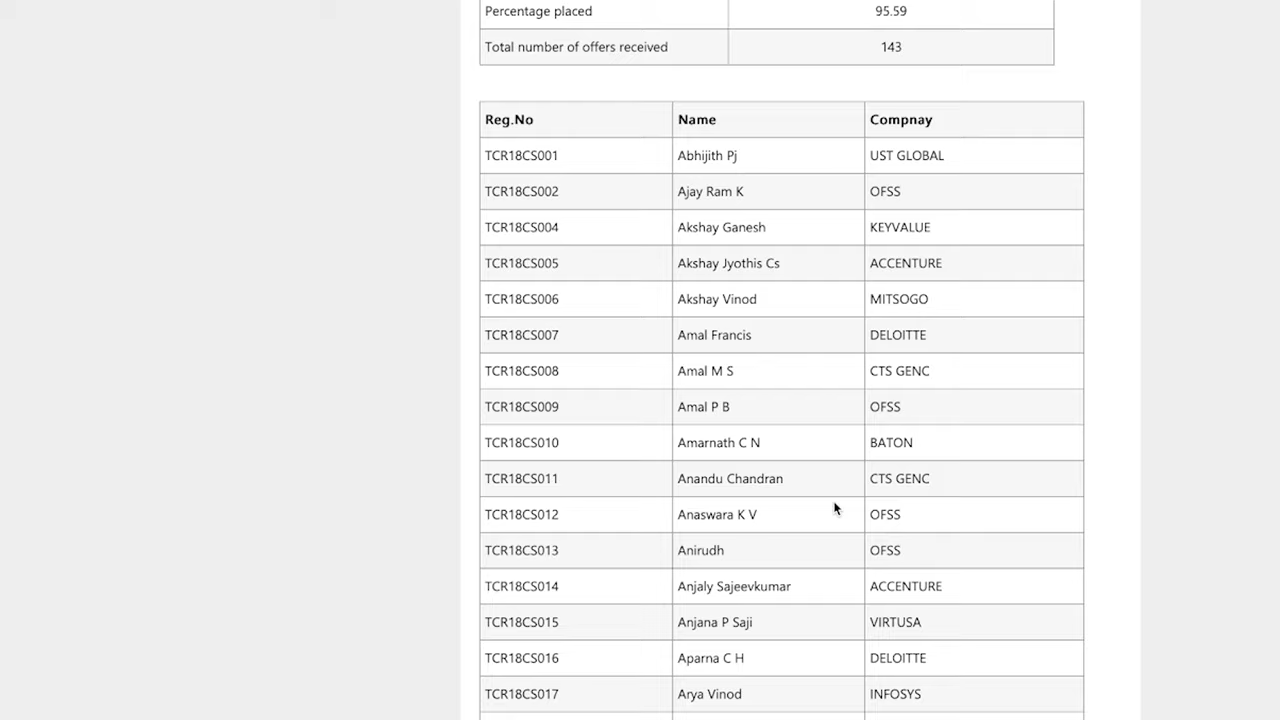 Percentage placed 95.59
Total number of offers received 143
Reg.No Name Compnay
TCR18CS001 Abhijith Pj UST GLOBAL
TCR18CS002 Ajay Ram K OFSS
TCR18CS004 Akshay Ganesh KEYVALUE
TCR18CS005 Akshay Jyothis Cs ACCENTURE
TCR18CS006 Akshay Vinod MITSOGO
TCR18CS007 Amal Francis DELOITTE
TCR18CS008 Amal M S CTS GENC
TCR18CS009 Amal P B OFSS
TCR18CS010 Amarnath C N BATON
TCR18CS011 Anandu Chandran CTS GENC
TCR18CS012 Anaswara K V OFSS
TCR18CS013 Anirudh OFSS
TCR18CS014 Anjaly Sajeevkumar ACCENTURE
TCR18CS015 Anjana P Saji VIRTUSA
TCR18CS016 Aparna C H DELOITTE
TCR18CS017 Arya Vinod INFOSYS